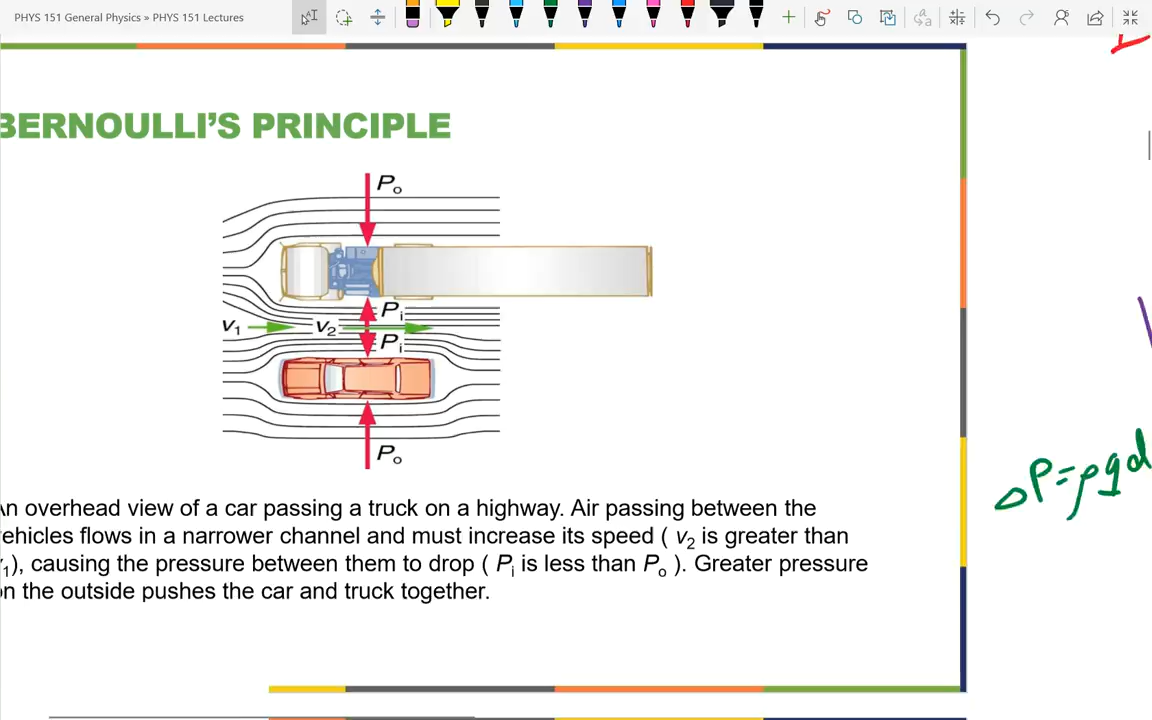 PHYS 151 General Physics » PHYS 151 Lectures
BERNOULLI'S PRINCIPLE
Po
Pi
v1 v2
Pi
Po
An overhead view of a car passing a truck on a highway. Air passing between the
vehicles flows in a narrower channel and must increase its speed ( v2 is greater than
v1), causing the pressure between them to drop ( Pi is less than Po ). Greater pressure
on the outside pushes the car and truck together.
ΔP=ρgd